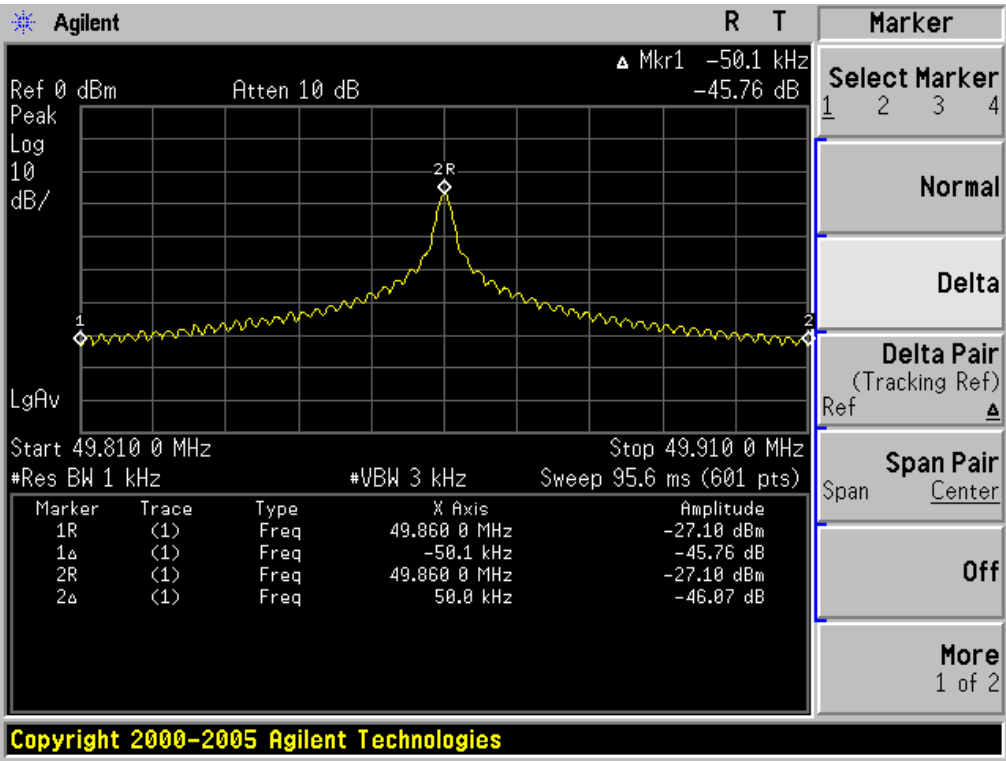 Agilent R T
Δ Mkr1 -50.1 kHz
Ref 0 dBm Atten 10 dB -45.76 dB
Peak
Log
10
dB/
2R
1
2
LgAv
Start 49.810 0 MHz Stop 49.910 0 MHz
#Res BW 1 kHz #VBW 3 kHz Sweep 95.6 ms (601 pts)
Marker Trace Type X Axis Amplitude
1R (1) Freq 49.860 0 MHz -27.10 dBm
1Δ (1) Freq -50.1 kHz -45.76 dB
2R (1) Freq 49.860 0 MHz -27.10 dBm
2Δ (1) Freq 50.0 kHz -46.07 dB
Copyright 2000-2005 Agilent Technologies
Marker
Select Marker
1 2 3 4
Normal
Delta
Delta Pair
(Tracking Ref)
Ref Δ
Span Pair
Span Center
Off
More
1 of 2